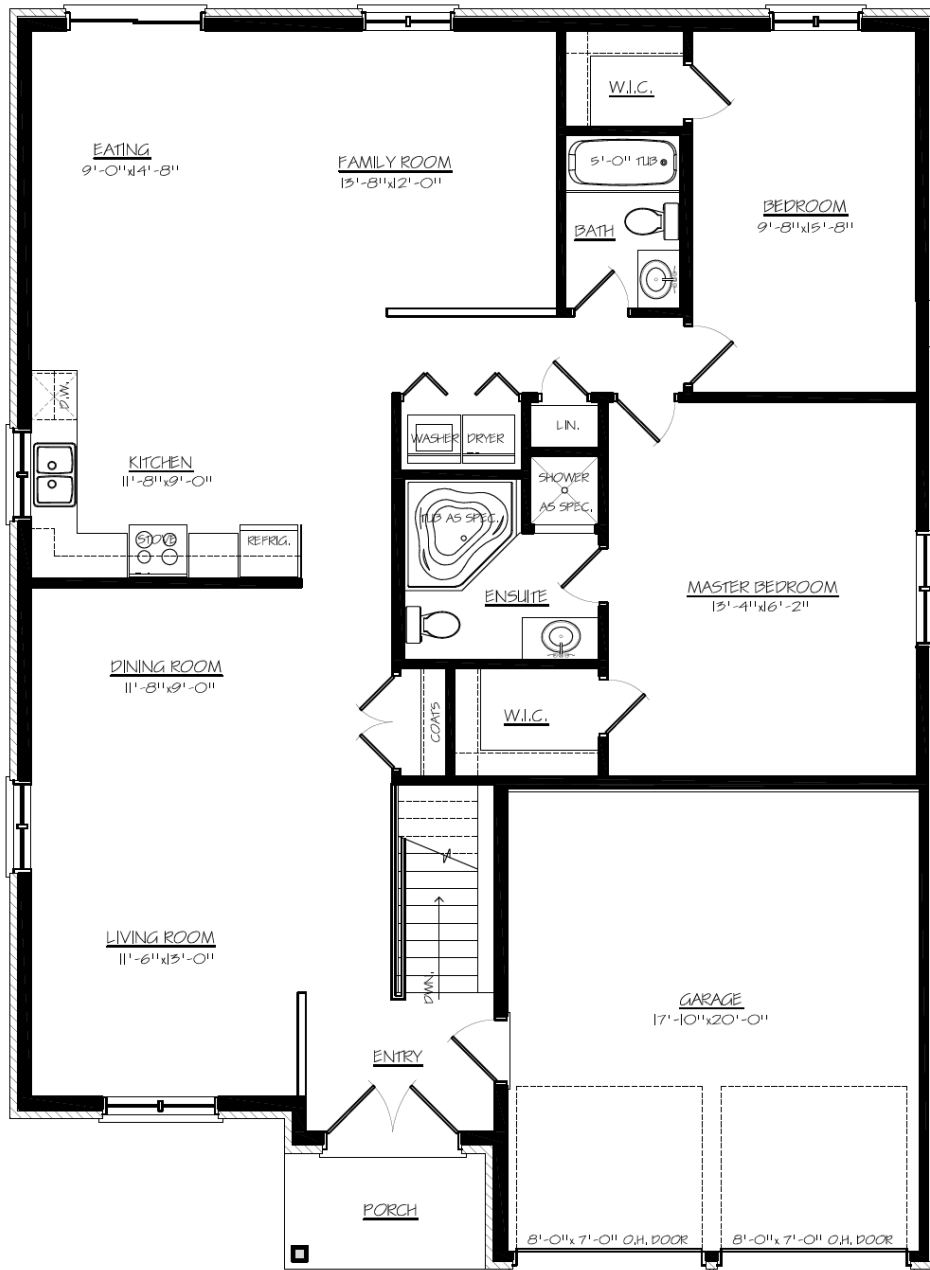 W.I.C.
EATING
9'-0"x14'-8"
FAMILY ROOM
13'-8"x12'-0"
5'-0" TUB
BATH
BEDROOM
9'-8"x15'-8"
D.W.
WASHER
DRYER
LIN.
KITCHEN
11'-8"x9'-0"
STOVE
REFRIG.
TUB AS SPEC.
SHOWER
AS SPEC.
ENSUITE
MASTER BEDROOM
13'-4"x16'-2"
DINING ROOM
11'-8"x9'-0"
COATS
W.I.C.
LIVING ROOM
11'-6"x13'-0"
DWN.
GARAGE
17'-10"x20'-0"
ENTRY
PORCH
8'-0"x 7'-0" O.H. DOOR
8'-0"x 7'-0" O.H. DOOR